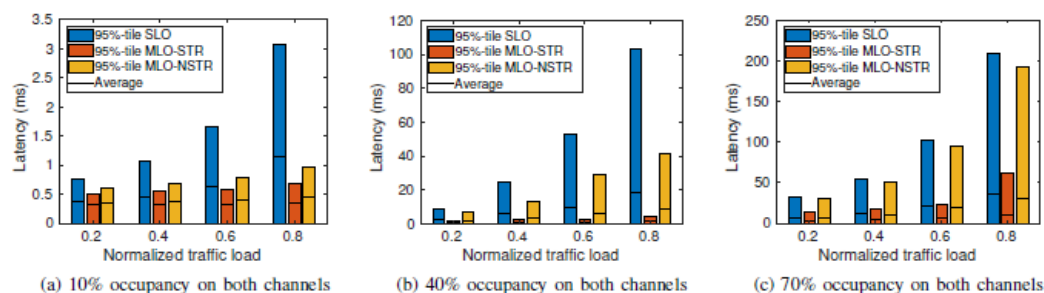 3.5
3
2.5
2
1.5
1
0.5
0
Latency (ms)
95%-tile SLO
95%-tile MLO-STR
95%-tile MLO-NSTR
Average
0.2 0.4 0.6 0.8
Normalized traffic load
(a) 10% occupancy on both channels
120
100
80
60
40
20
0
Latency (ms)
95%-tile SLO
95%-tile MLO-STR
95%-tile MLO-NSTR
Average
0.2 0.4 0.6 0.8
Normalized traffic load
(b) 40% occupancy on both channels
250
200
150
100
50
0
Latency (ms)
95%-tile SLO
95%-tile MLO-STR
95%-tile MLO-NSTR
Average
0.2 0.4 0.6 0.8
Normalized traffic load
(c) 70% occupancy on both channels